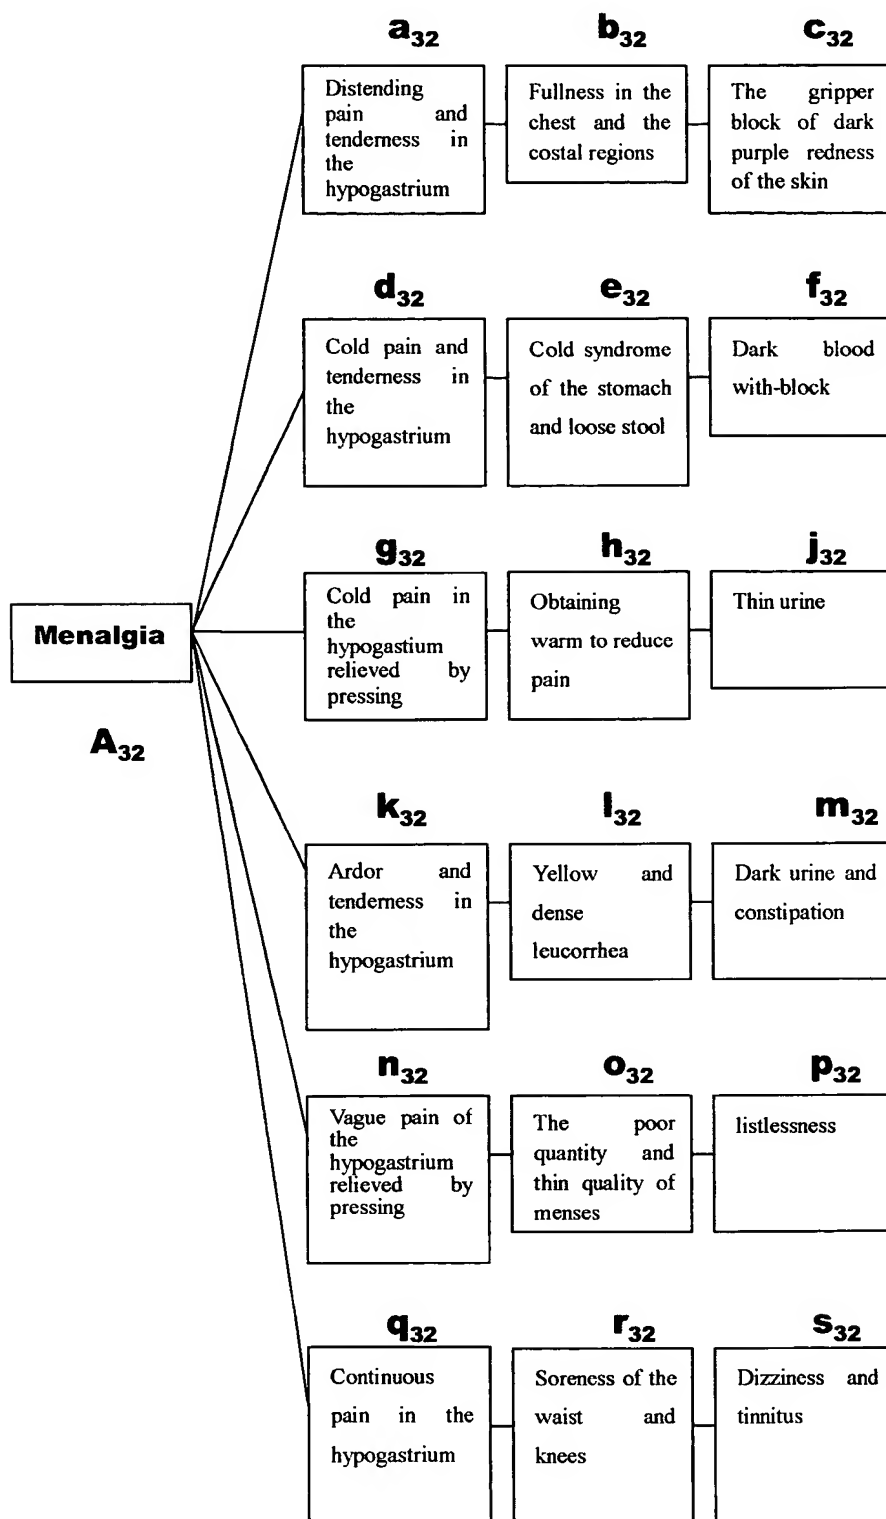 a32
b32
c32
Distending
pain and
tenderness in
the
hypogastrium
Fullness in the
chest and the
costal regions
The gripper
block of dark
purple redness
of the skin
d32
e32
f32
Cold pain and
tenderness in
the
hypogastrium
Cold syndrome
of the stomach
and loose stool
Dark blood
with-block
g32
h32
j32
Cold pain in
the
hypogastium
relieved by
pressing
Obtaining
warm to reduce
pain
Thin urine
Menalgia
A32
k32
l32
m32
Ardor and
tenderness in
the
hypogastrium
Yellow and
dense
leucorrhea
Dark urine and
constipation
n32
o32
p32
Vague pain of
the
hypogastrium
relieved by
pressing
The poor
quantity and
thin quality of
menses
listlessness
q32
r32
s32
Continuous
pain in the
hypogastrium
Soreness of the
waist and
knees
Dizziness and
tinnitus